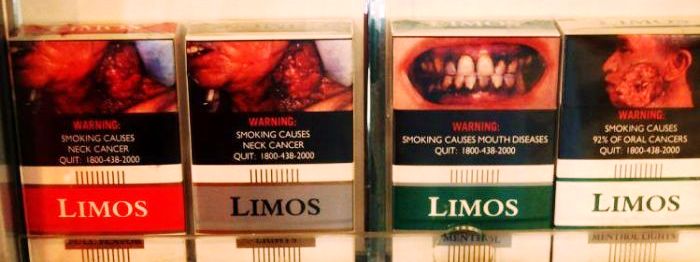 WARNING:
SMOKING CAUSES
NECK CANCER
QUIT: 1800-438-2000
LIMOS
WARNING:
SMOKING CAUSES
NECK CANCER
QUIT: 1800-438-2000
LIMOS
LIGHTS
WARNING:
SMOKING CAUSES MOUTH DISEASES
QUIT: 1800-438-2000
LIMOS
MENTHOL
LIMOS
WARNING:
SMOKING CAUSES
92% OF ORAL CANCERS
QUIT: 1800-438-2000
LIMOS
MENTHOL LIGHTS